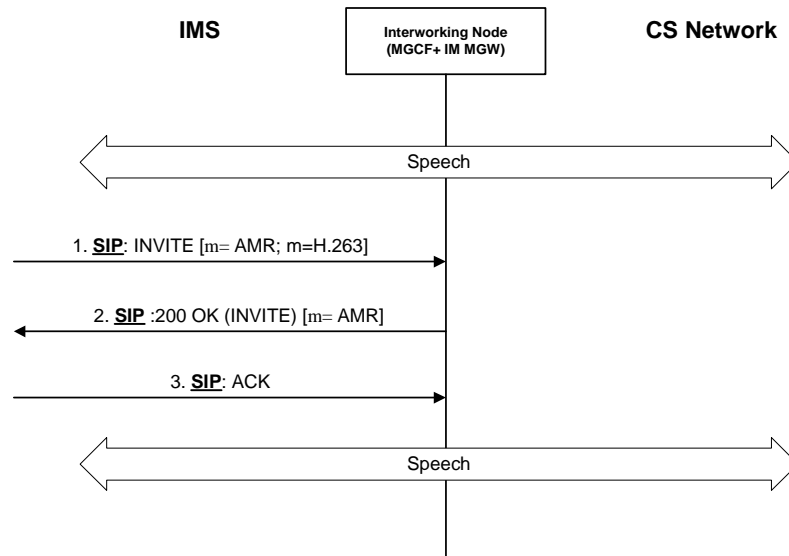 IMS
Interworking Node
(MGCF+ IM MGW)
CS Network
Speech
1. SIP: INVITE [m= AMR; m=H.263]
2. SIP :200 OK (INVITE) [m= AMR]
3. SIP: ACK
Speech